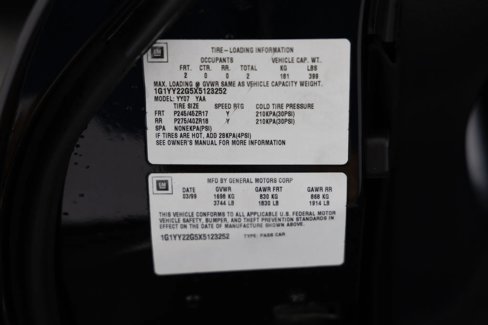 GM
TIRE-LOADING INFORMATION
OCCUPANTS VEHICLE CAP. WT.
FRT. CTR. RR. TOTAL KG LBS
2 0 0 2 181 399
MAX. LOADING @ GVWR SAME AS VEHICLE CAPACITY WEIGHT.
1G1YY22G5X5123252
MODEL: YY07 YAA
TIRE SIZE SPEED RTG COLD TIRE PRESSURE
FRT P245/45ZR17 Y 210KPA(30PSI)
RR P275/40ZR18 Y 210KPA(30PSI)
SPA NONEKPA(PSI)
IF TIRES ARE HOT, ADD 28KPA(4PSI)
SEE OWNER'S MANUAL FOR MORE INFORMATION
GM
MFD BY GENERAL MOTORS CORP
DATE GVWR GAWR FRT GAWR RR
03/99 1698 KG 830 KG 868 KG
3744 LB 1830 LB 1914 LB
THIS VEHICLE CONFORMS TO ALL APPLICABLE U.S. FEDERAL MOTOR
VEHICLE SAFETY, BUMPER, AND THEFT PREVENTION STANDARDS IN
EFFECT ON THE DATE OF MANUFACTURE SHOWN ABOVE.
1G1YY22G5X5123252 TYPE: PASS CAR